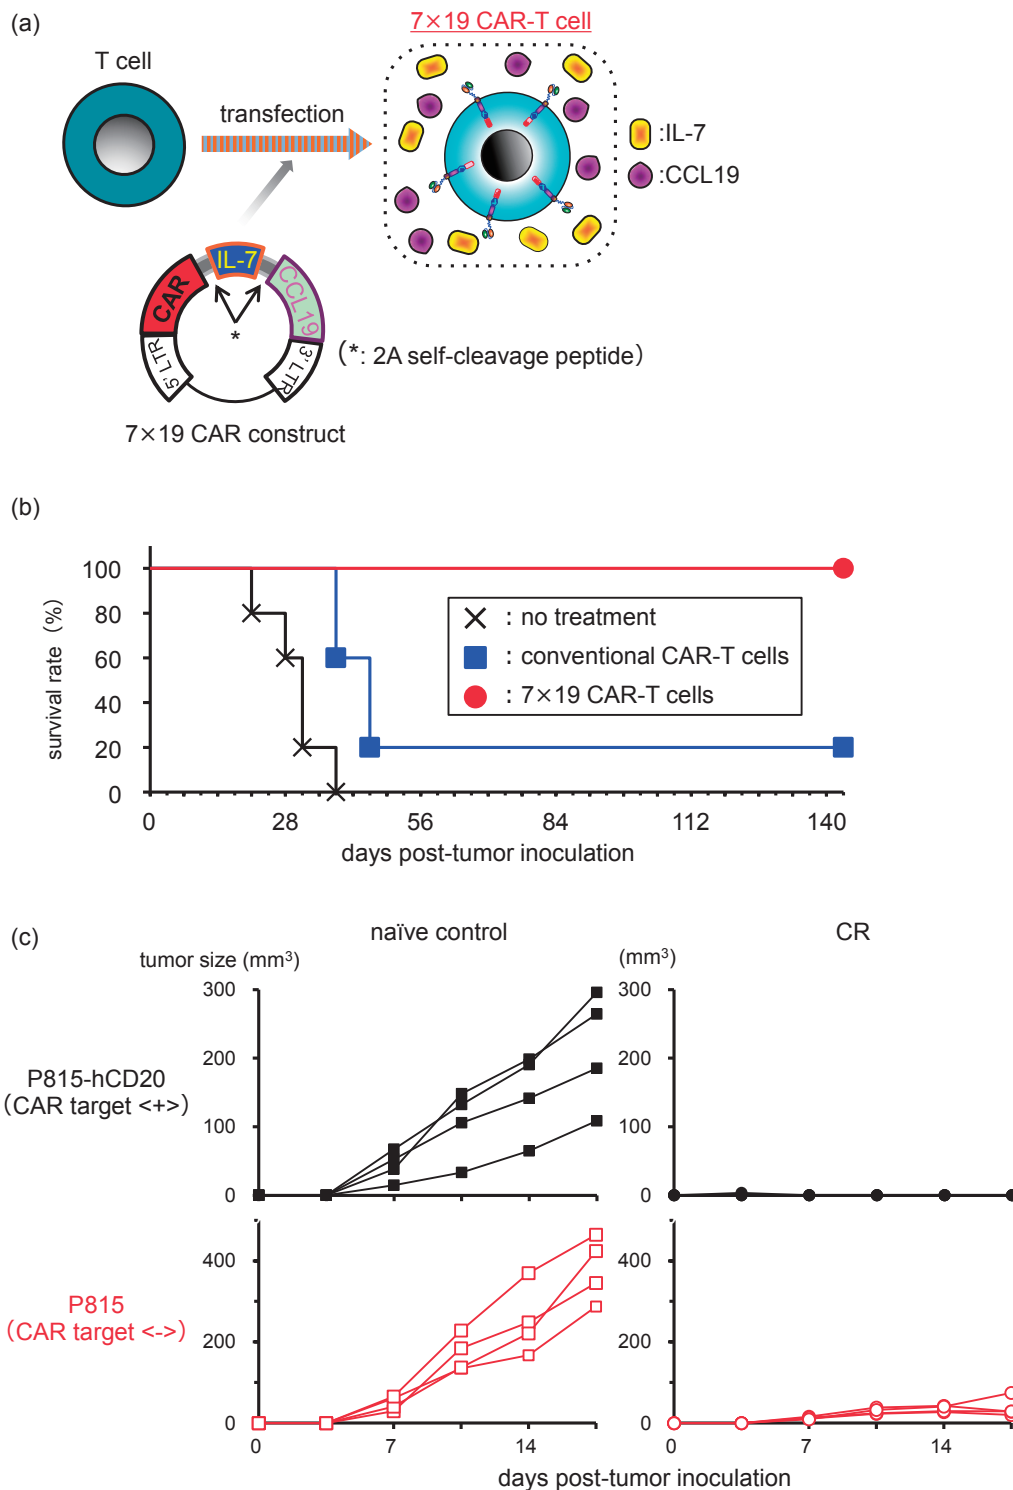 (a)
7×19 CAR-T cell
T cell
transfection
:IL-7
:CCL19
IL-7
CAR
CCL19
*
5' LTR
3' LTR
(*: 2A self-cleavage peptide)
7×19 CAR construct
(b)
survival rate (%)
100
80
60
40
20
0
: no treatment
: conventional CAR-T cells
: 7×19 CAR-T cells
0 28 56 84 112 140
days post-tumor inoculation
(c)
naïve control CR
tumor size (mm³) (mm³)
300 300
200 200
100 100
0 0
P815-hCD20
(CAR target <+>)
400 400
200 200
0 0
P815
(CAR target <->)
0 7 14 0 7 14
days post-tumor inoculation